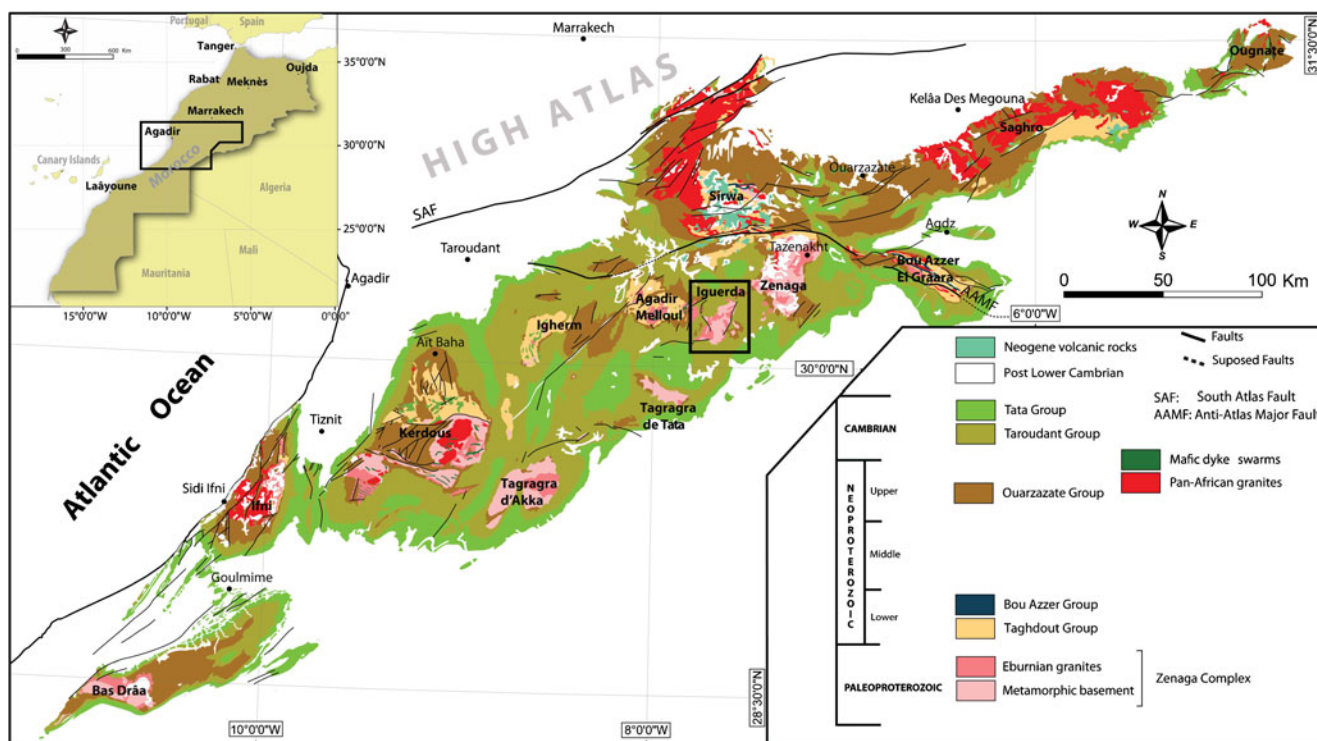 Portugal
Spain
0 300 600 Km
Tanger
Rabat
Meknès
Oujda
Marrakech
Agadir
Canary Islands
Morocco
Laâyoune
Algeria
Mali
Mauritania
35°0'0"N
30°0'0"N
25°0'0"N
15°0'0"W
10°0'0"W
5°0'0"W
0°0'0"
Marrakech
HIGH ATLAS
SAF
Taroudant
Agadir
Atlantic Ocean
Ougnate
31°30'0"N
Kelâa Des Megouna
Saghro
Ouarzazate
Sirwa
Agdz
Tazenakht
Bou Azzer
El Graara
AAMF
Zenaga
Iguerda
Agadir
Melloul
Igherm
Aït Baha
Tagragra
de Tata
Kerdous
Tiznit
Tagragra
d'Akka
Sidi Ifni
Ifni
Goulmime
Bas Drâa
N
W E
S
0 50 100 Km
6°0'0"W
30°0'0"N
10°0'0"W
8°0'0"W
28°30'0"N
Neogene volcanic rocks
Post Lower Cambrian
CAMBRIAN
Tata Group
Taroudant Group
NEOPROTEROZOIC
Upper
Ouarzazate Group
Middle
Lower
Bou Azzer Group
Taghdout Group
PALEOPROTEROZOIC
Eburnian granites
Metamorphic basement
Zenaga Complex
Faults
Suposed Faults
SAF: South Atlas Fault
AAMF: Anti-Atlas Major Fault
Mafic dyke swarms
Pan-African granites